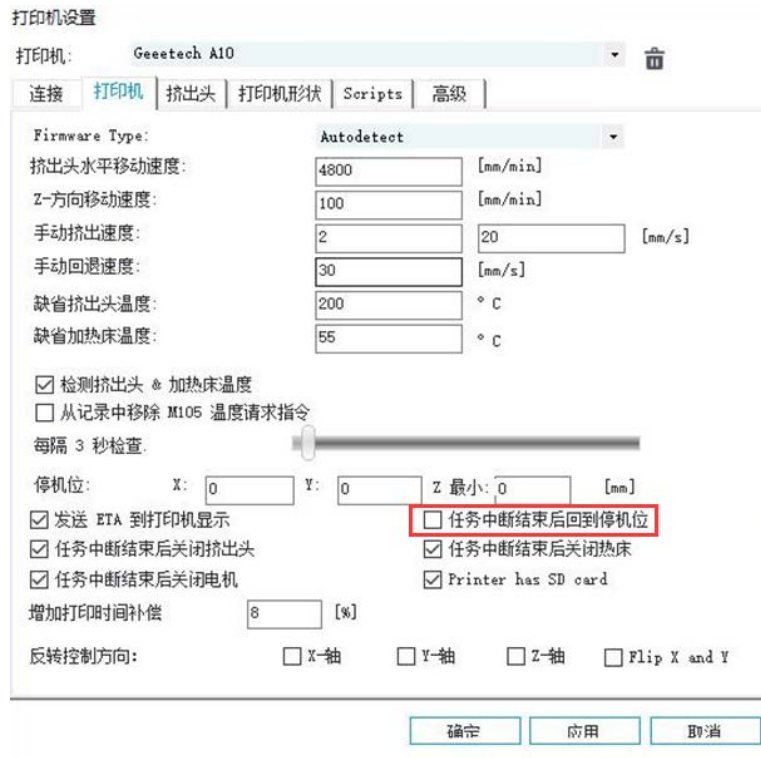 打印机设置
打印机: Geeetech A10
连接 打印机 挤出头 打印机形状 Scripts 高级
Firmware Type: Autodetect
挤出头水平移动速度: 4800 [mm/min]
Z-方向移动速度: 100 [mm/min]
手动挤出速度: 2 20 [mm/s]
手动回退速度: 30 [mm/s]
缺省挤出头温度: 200 ° C
缺省加热床温度: 55 ° C
检测挤出头 & 加热床温度
从记录中移除 M105 温度请求指令
每隔 3 秒检查.
停机位: X: 0 Y: 0 Z 最小: 0 [mm]
发送 ETA 到打印机显示 任务中断结束后回到停机位
任务中断结束后关闭挤出头 任务中断结束后关闭热床
任务中断结束后关闭电机 Printer has SD card
增加打印时间补偿 8 [%]
反转控制方向: X-轴 Y-轴 Z-轴 Flip X and Y
确定 应用 取消